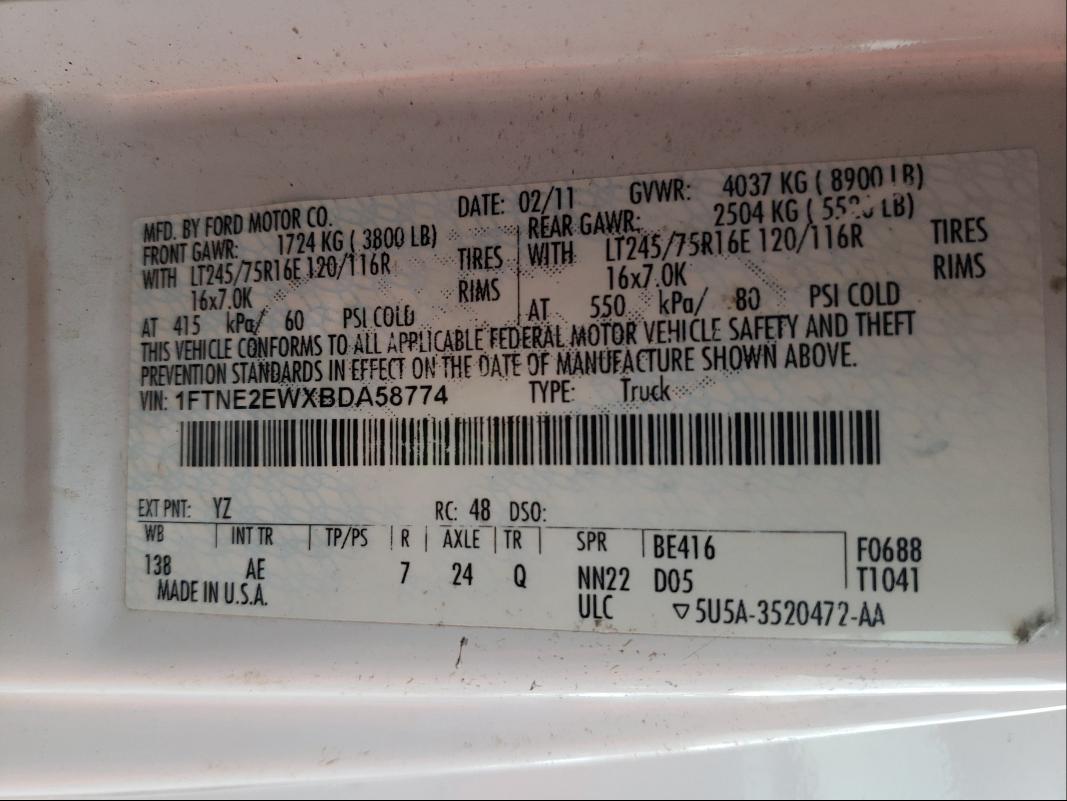 MFD. BY FORD MOTOR CO. DATE: 02/11 GVWR: 4037 KG ( 8900 LB)
FRONT GAWR: 1724 KG ( 3800 LB) REAR GAWR: 2504 KG ( LB)
WITH LT245/75R16E 120/116R TIRES WITH LT245/75R16E 120/116R TIRES
16x7.0K RIMS 16x7.0K RIMS
AT 415 kPa/ 60 PSI COLD AT 550 kPa/ 80 PSI COLD
THIS VEHICLE CONFORMS TO ALL APPLICABLE FEDERAL MOTOR VEHICLE SAFETY AND THEFT
PREVENTION STANDARDS IN EFFECT ON THE DATE OF MANUFACTURE SHOWN ABOVE.
VIN: 1FTNE2EWXBDA58774 TYPE: Truck
EXT PNT: YZ RC: 48 DSO:
WB INT TR TP/PS R AXLE TR SPR BE416 F0688
138 AE 7 24 Q NN22 D05 T1041
MADE IN U.S.A. ULC ▽5U5A-3520472-AA